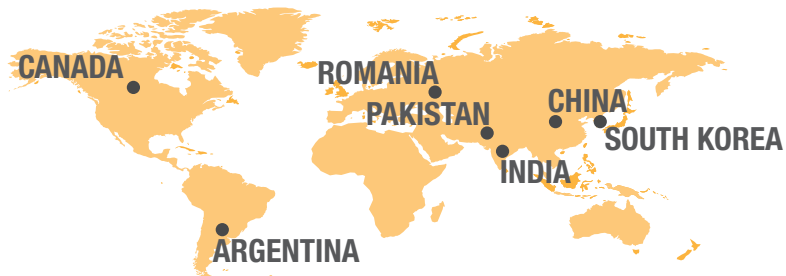 CANADA
ROMANIA
PAKISTAN
CHINA
SOUTH KOREA
INDIA
ARGENTINA